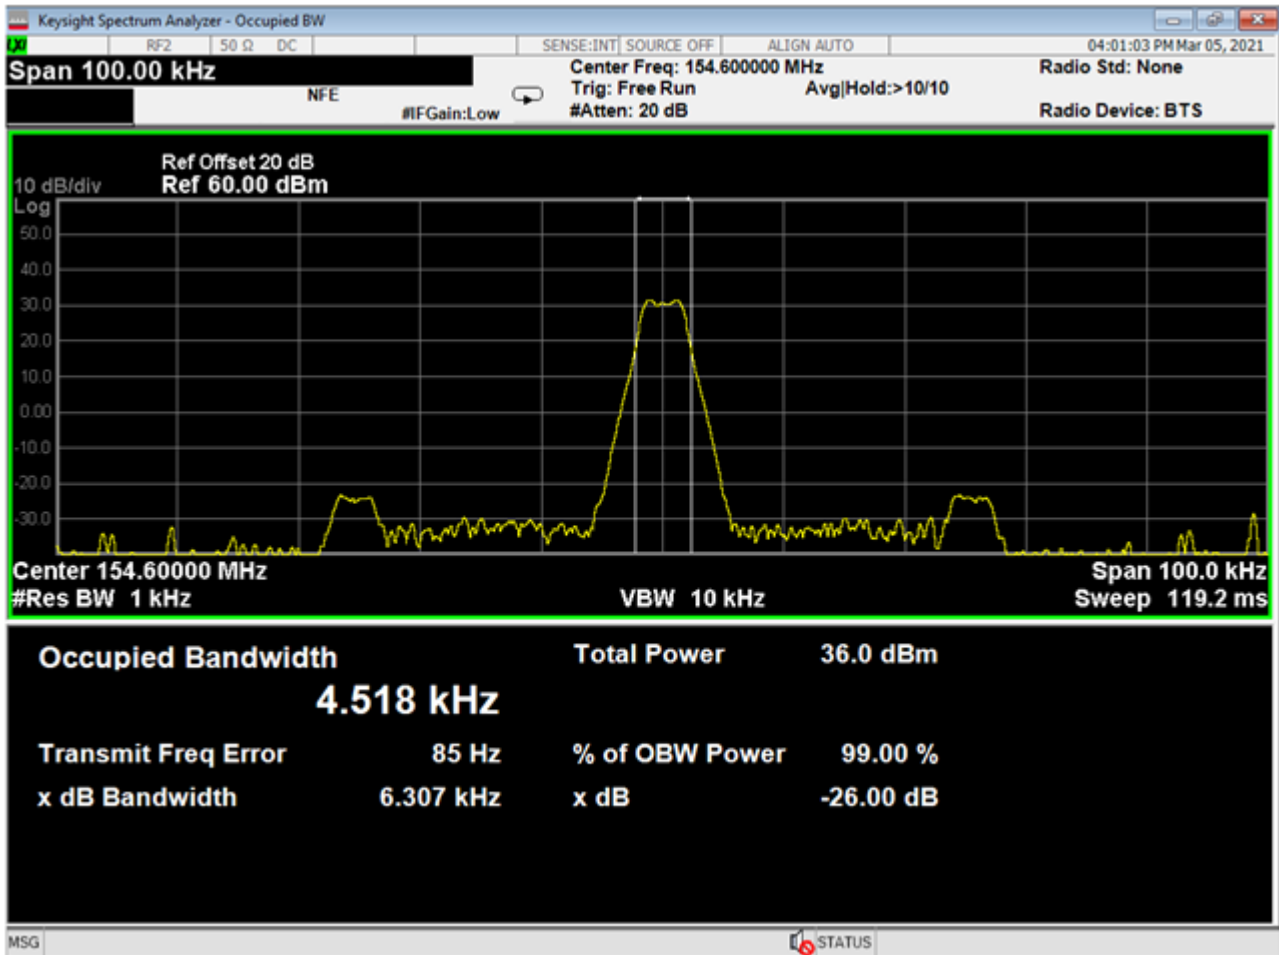 Keysight Spectrum Analyzer - Occupied BW
LXI RF2 50 Ω DC SENSE:INT SOURCE OFF ALIGN AUTO 04:01:03 PM Mar 05, 2021
Span 100.00 kHz
Center Freq: 154.600000 MHz Radio Std: None
NFE Trig: Free Run Avg|Hold:>10/10
#IFGain:Low #Atten: 20 dB Radio Device: BTS
Ref Offset 20 dB
10 dB/div Ref 60.00 dBm
Log
50.0
40.0
30.0
20.0
10.0
0.00
-10.0
-20.0
-30.0
Center 154.60000 MHz Span 100.0 kHz
#Res BW 1 kHz VBW 10 kHz Sweep 119.2 ms
Occupied Bandwidth Total Power 36.0 dBm
4.518 kHz
Transmit Freq Error 85 Hz % of OBW Power 99.00 %
x dB Bandwidth 6.307 kHz x dB -26.00 dB
MSG STATUS